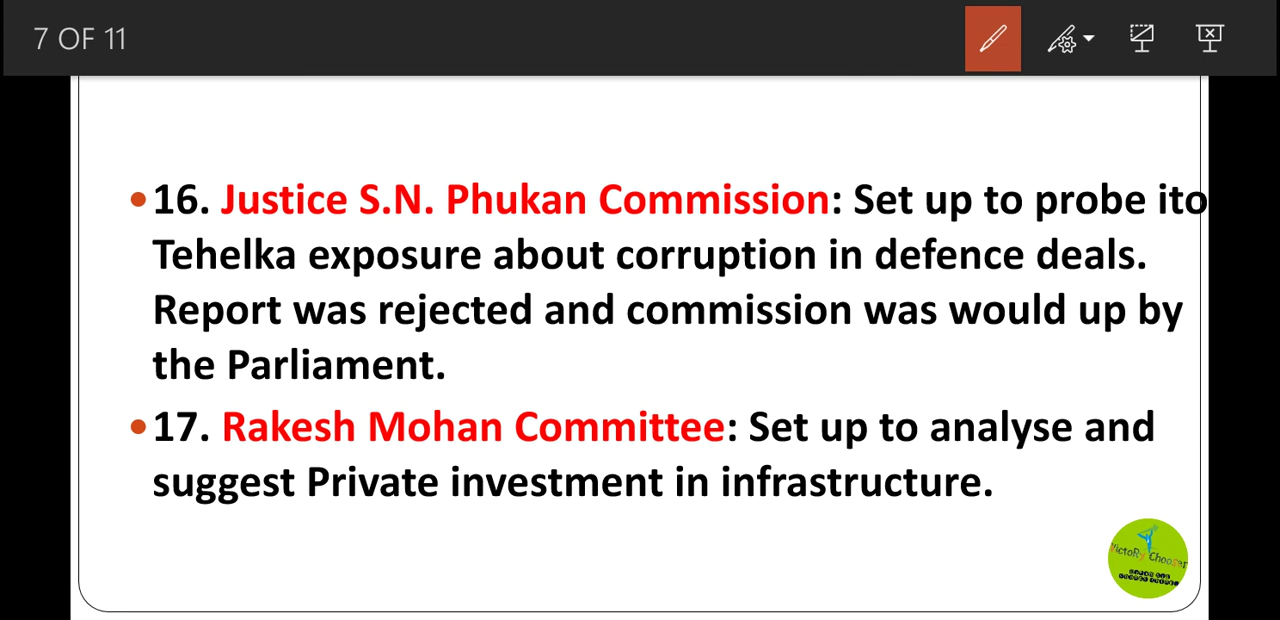 7 OF 11
•16. Justice S.N. Phukan Commission: Set up to probe ito
Tehelka exposure about corruption in defence deals.
Report was rejected and commission was would up by
the Parliament.
•17. Rakesh Mohan Committee: Set up to analyse and
suggest Private investment in infrastructure.
VictoRy Chooser